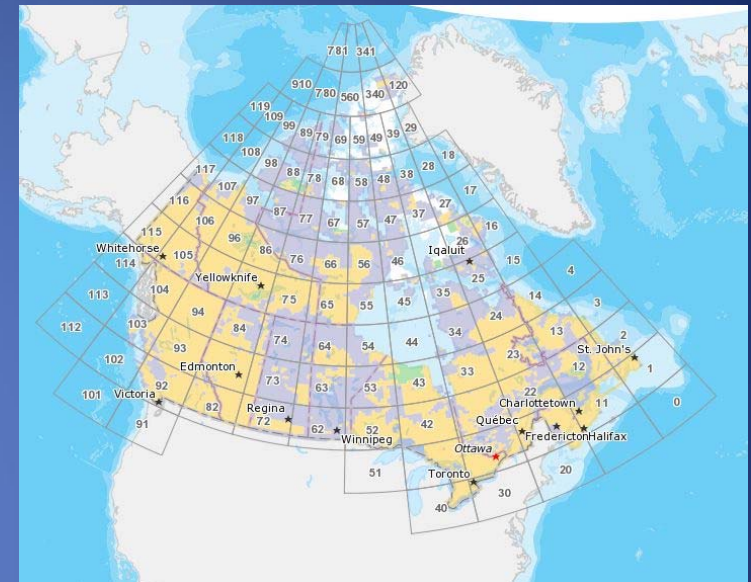 781 341
910 780 560 340 120
119 109 99 89 79 69 59 49 39 29
118 108 98 88 78 68 58 48 38 28 18
117 107 97 87 77 67 57 47 37 27 17
116 106 96 86 76 66 56 46 Iqaluit 26 16
115 Whitehorse 105 Yellowknife 25 15 4
114 104 75 65 55 45 35 24 14 3
113 103 94 84 74 64 54 44 34 23 13 2
112 102 93 Edmonton 73 63 53 43 33 22 12 St. John's 1
101 Victoria 92 82 Regina 72 62 Winnipeg 52 42 Québec Charlottetown 11 0
91 51 Ottawa Fredericton Halifax
Toronto 30 20
40